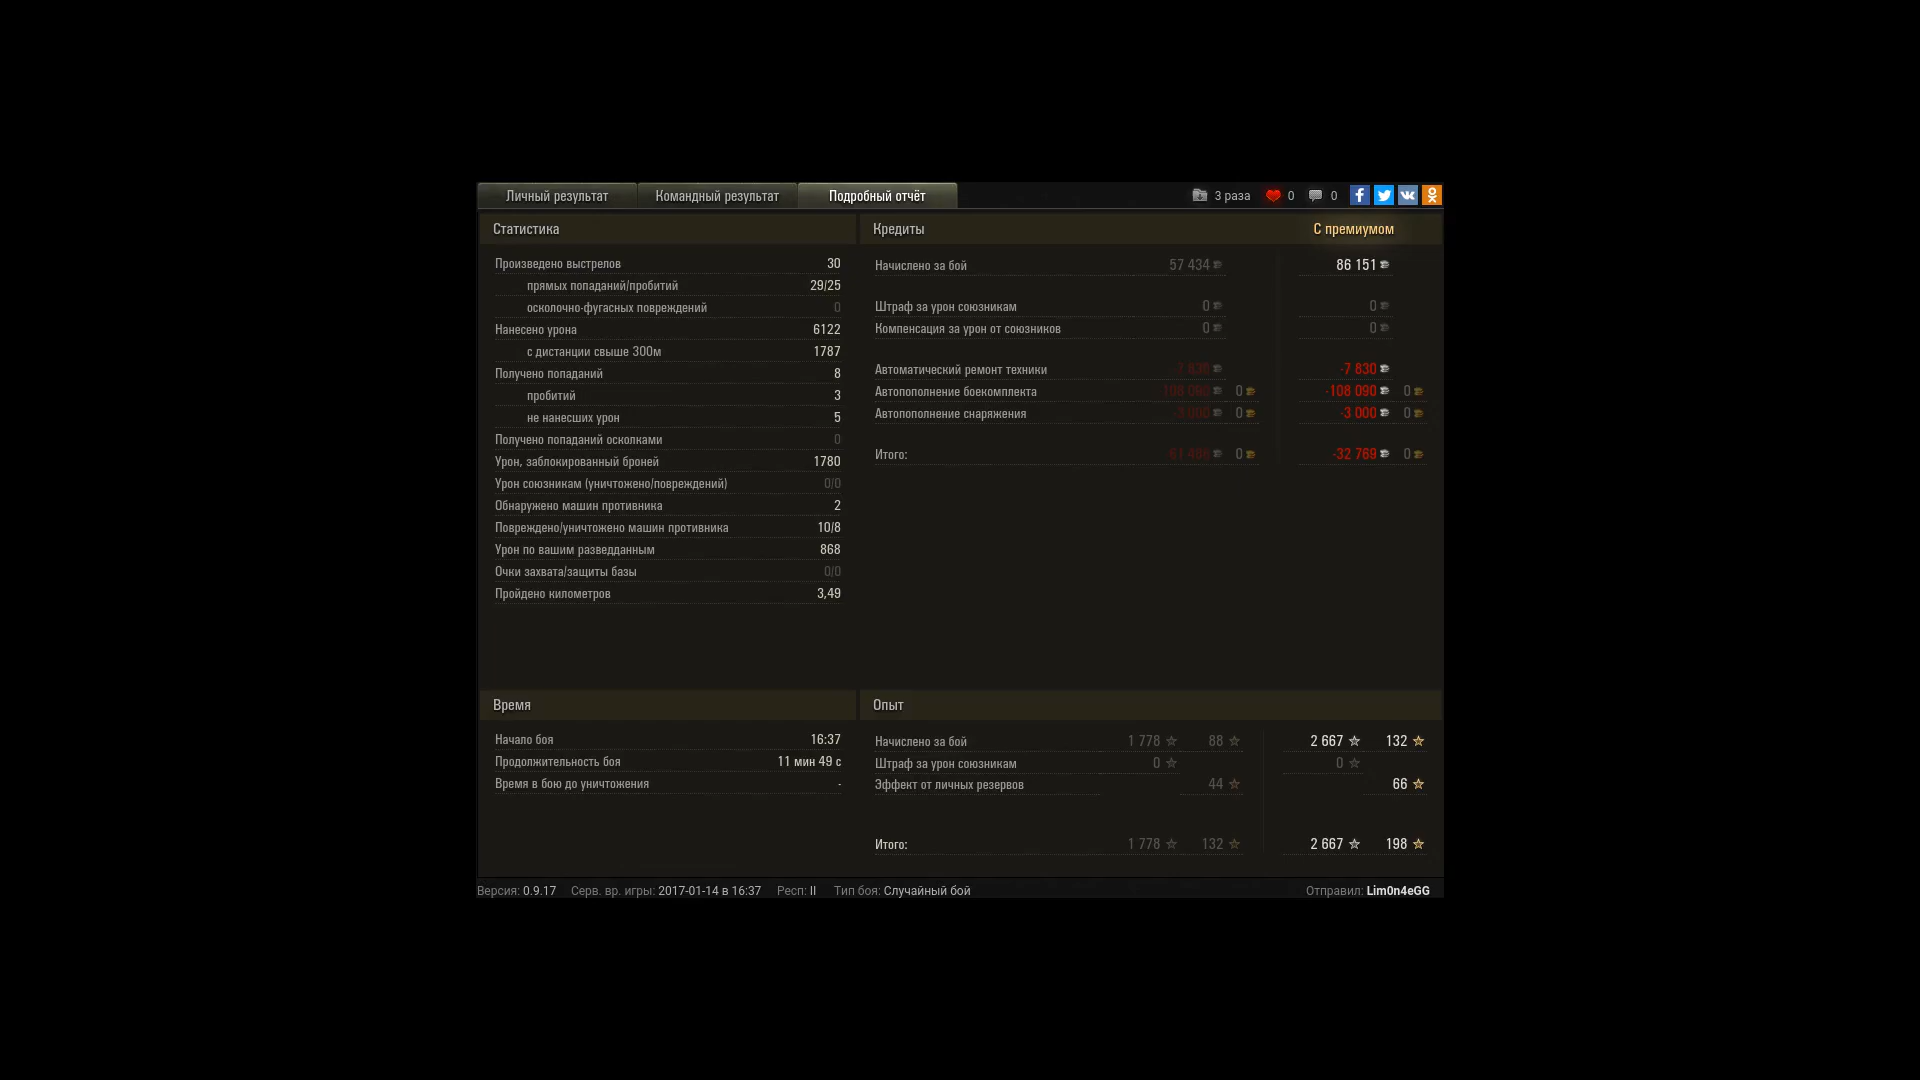 Личный результат Командный результат Подробный отчёт 3 раза 0 0
Статистика
Произведено выстрелов 30
прямых попаданий/пробитий 29/25
осколочно-фугасных повреждений 0
Нанесено урона 6122
с дистанции свыше 300м 1787
Получено попаданий 8
пробитий 3
не нанесших урон 5
Получено попаданий осколками 0
Урон, заблокированный броней 1780
Урон союзникам (уничтожено/повреждений) 0/0
Обнаружено машин противника 2
Повреждено/уничтожено машин противника 10/8
Урон по вашим разведданным 868
Очки захвата/защиты базы 0/0
Пройдено километров 3,49
Кредиты С премиумом
Начислено за бой 57 434 86 151
Штраф за урон союзникам 0 0
Компенсация за урон от союзников 0 0
Автоматический ремонт техники -7 830 -7 830
Автопополнение боекомплекта -108 090 0 -108 090 0
Автопополнение снаряжения -3 000 0 -3 000 0
Итого: 0 -32 769 0
Время
Начало боя 16:37
Продолжительность боя 11 мин 49 с
Время в бою до уничтожения -
Опыт
Начислено за бой 1 778 88 2 667 132
Штраф за урон союзникам 0 0
Эффект от личных резервов 44 66
Итого: 1 778 132 2 667 198
Версия: 0.9.17 Серв. вр. игры: 2017-01-14 в 16:37 Респ: II Тип боя: Случайный бой Отправил: Lim0n4eGG